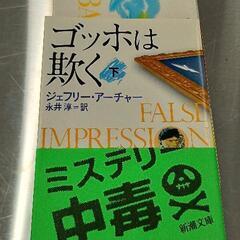 ゴッホは
欺く 下
ジェフリー・アーチャー
永井 淳=訳
FALSE
IMPRESSION
ミステリー
中毒
新潮文庫